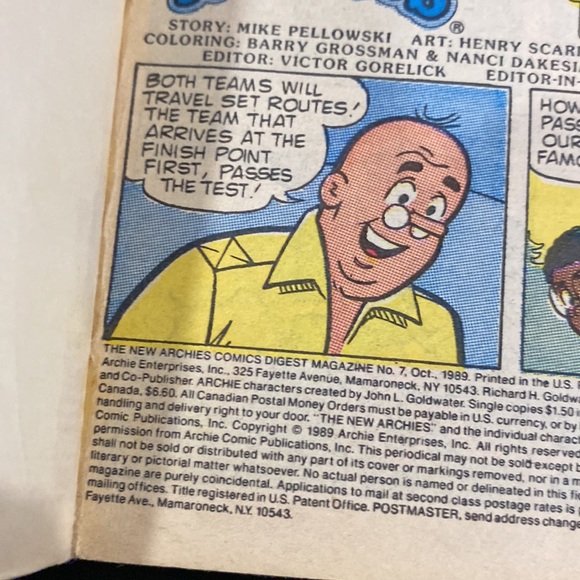 ®
STORY: MIKE PELLOWSKI ART: HENRY SCAR
COLORING: BARRY GROSSMAN & NANCI DAKESI
EDITOR: VICTOR GORELICK EDITOR-IN-
BOTH TEAMS WILL
TRAVEL SET ROUTES!
THE TEAM THAT
ARRIVES AT THE
FINISH POINT
FIRST, PASSES
THE TEST!
HOW
PASS
OUR
FAMO
THE NEW ARCHIES COMICS DIGEST MAGAZINE No. 7, Oct., 1989. Printed in the U.S.
Archie Enterprises, Inc., 325 Fayette Avenue, Mamaroneck, NY 10543. Richard H. Goldwa
and Co-Publisher. ARCHIE characters created by John L. Goldwater. Single copies $1.50
Canada, $6.60. All Canadian Postal Money Orders must be payable in U.S. currency, or by
handling and delivery right to your door. "THE NEW ARCHIES" and the individual charac
Comic Publications, Inc. Copyright © 1989 Archie Enterprises, Inc. All rights reserved
permission from Archie Comic Publications, Inc. This periodical may not be sold except b
shall not be sold or distributed with any part of its cover or markings removed, nor in a m
literary or pictorial matter whatsoever. No actual person is named or delineated in this fi
magazine are purely coincidental. Applications to mail at second class postage rates is
mailing offices. Title registered in U.S. Patent Office. POSTMASTER, send address change
Fayette Ave., Mamaroneck, N.Y. 10543.